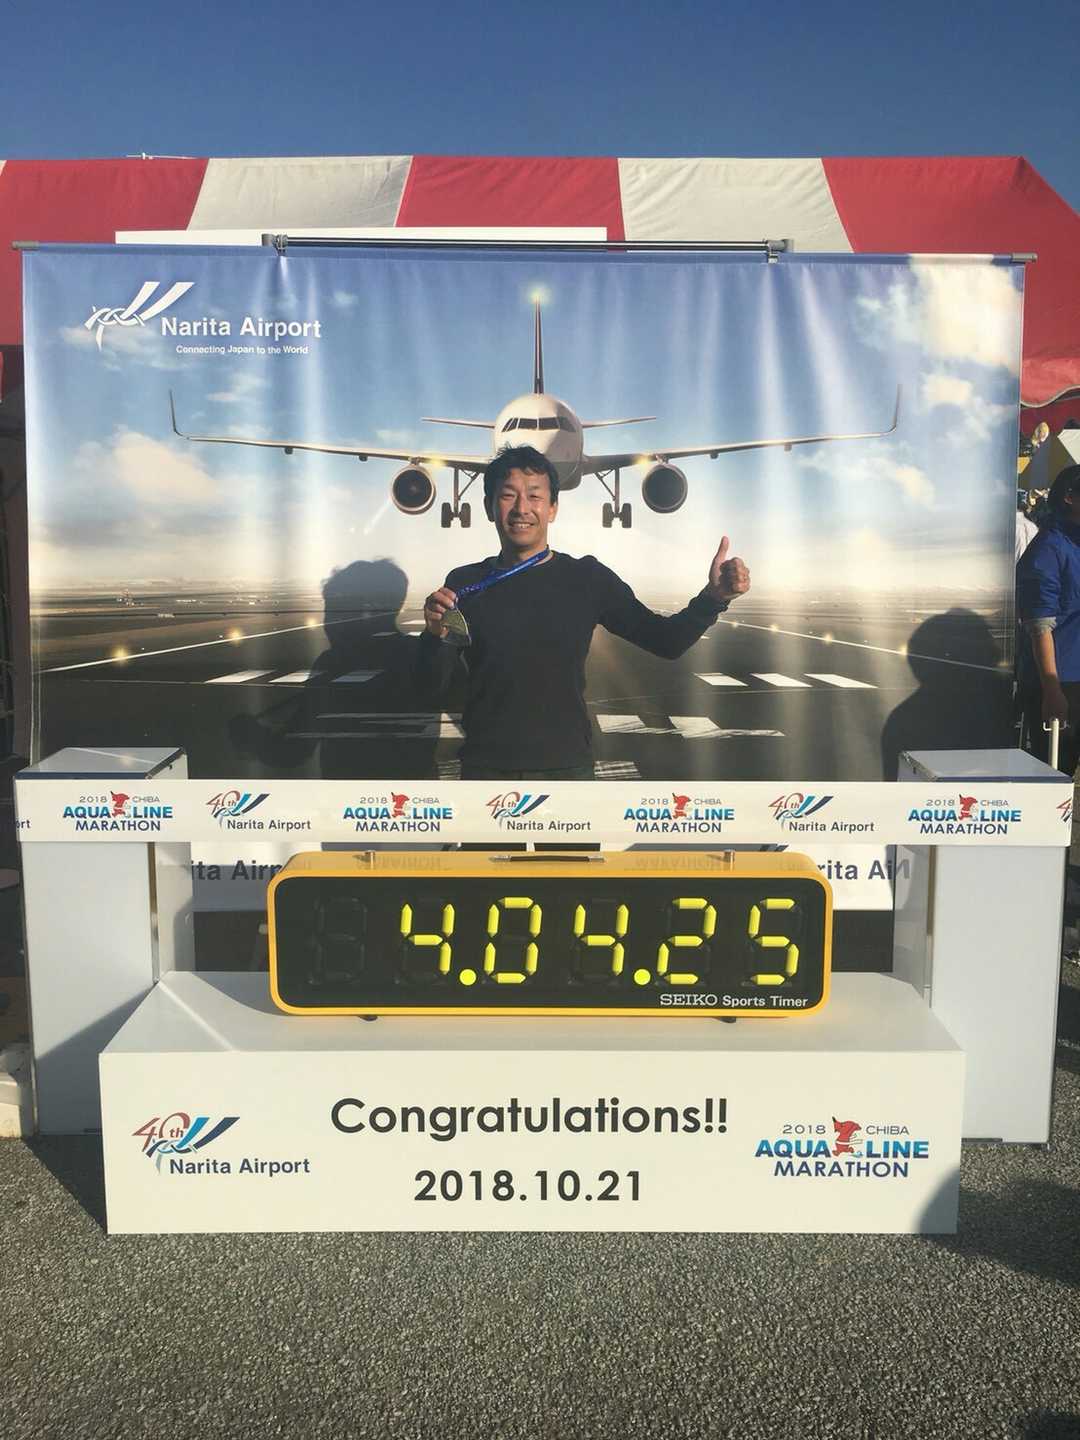 Narita Airport
Connecting Japan to the World
2018 CHIBA
AQUA LINE
MARATHON
40th
Narita Airport
2018 CHIBA
AQUA LINE
MARATHON
40th
Narita Airport
2018 CHIBA
AQUA LINE
MARATHON
40th
Narita Airport
2018 CHIBA
AQUA LINE
MARATHON
4.04.25
SEIKO Sports Timer
Congratulations!!
2018.10.21
40th
Narita Airport
2018 CHIBA
AQUA LINE
MARATHON